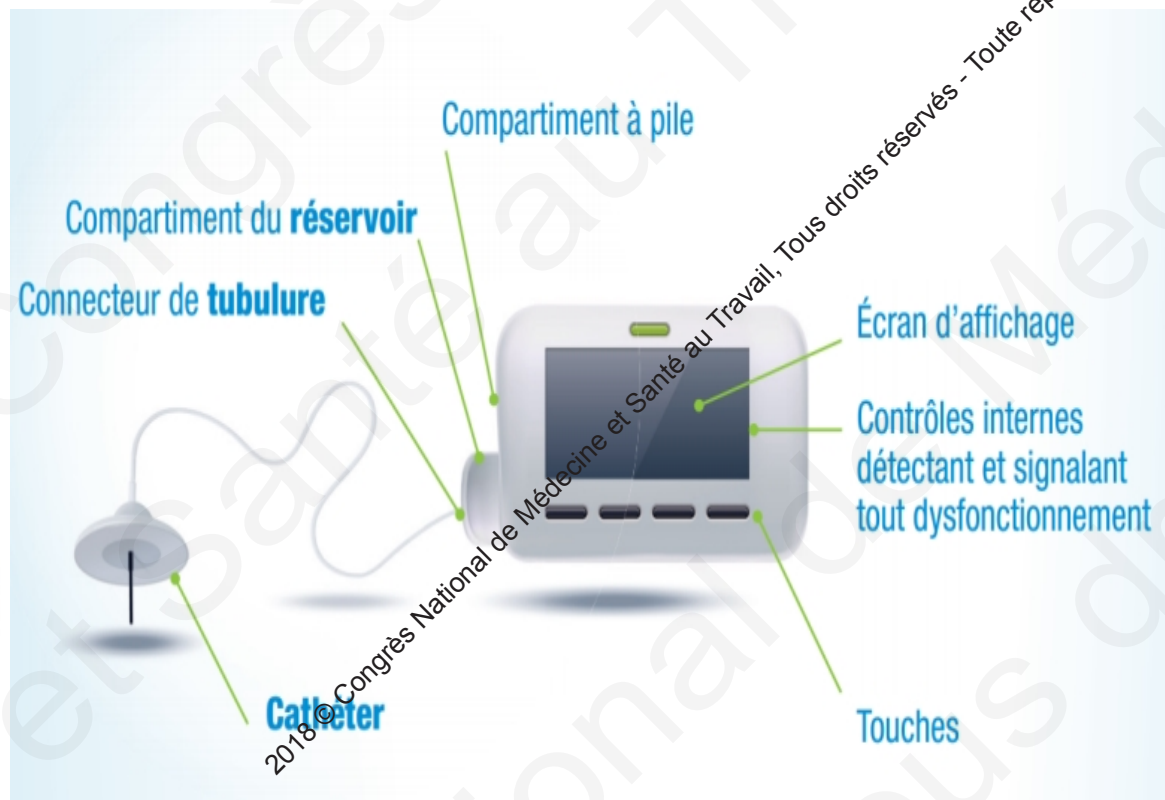 Compartiment à pile
Compartiment du réservoir
Connecteur de tubulure
Écran d'affichage
Contrôles internes
détectant et signalant
tout dysfonctionnement
Cathéter
Touches
2018 © Congrès National de Médecine et Santé au Travail, Tous droits réservés - Toute